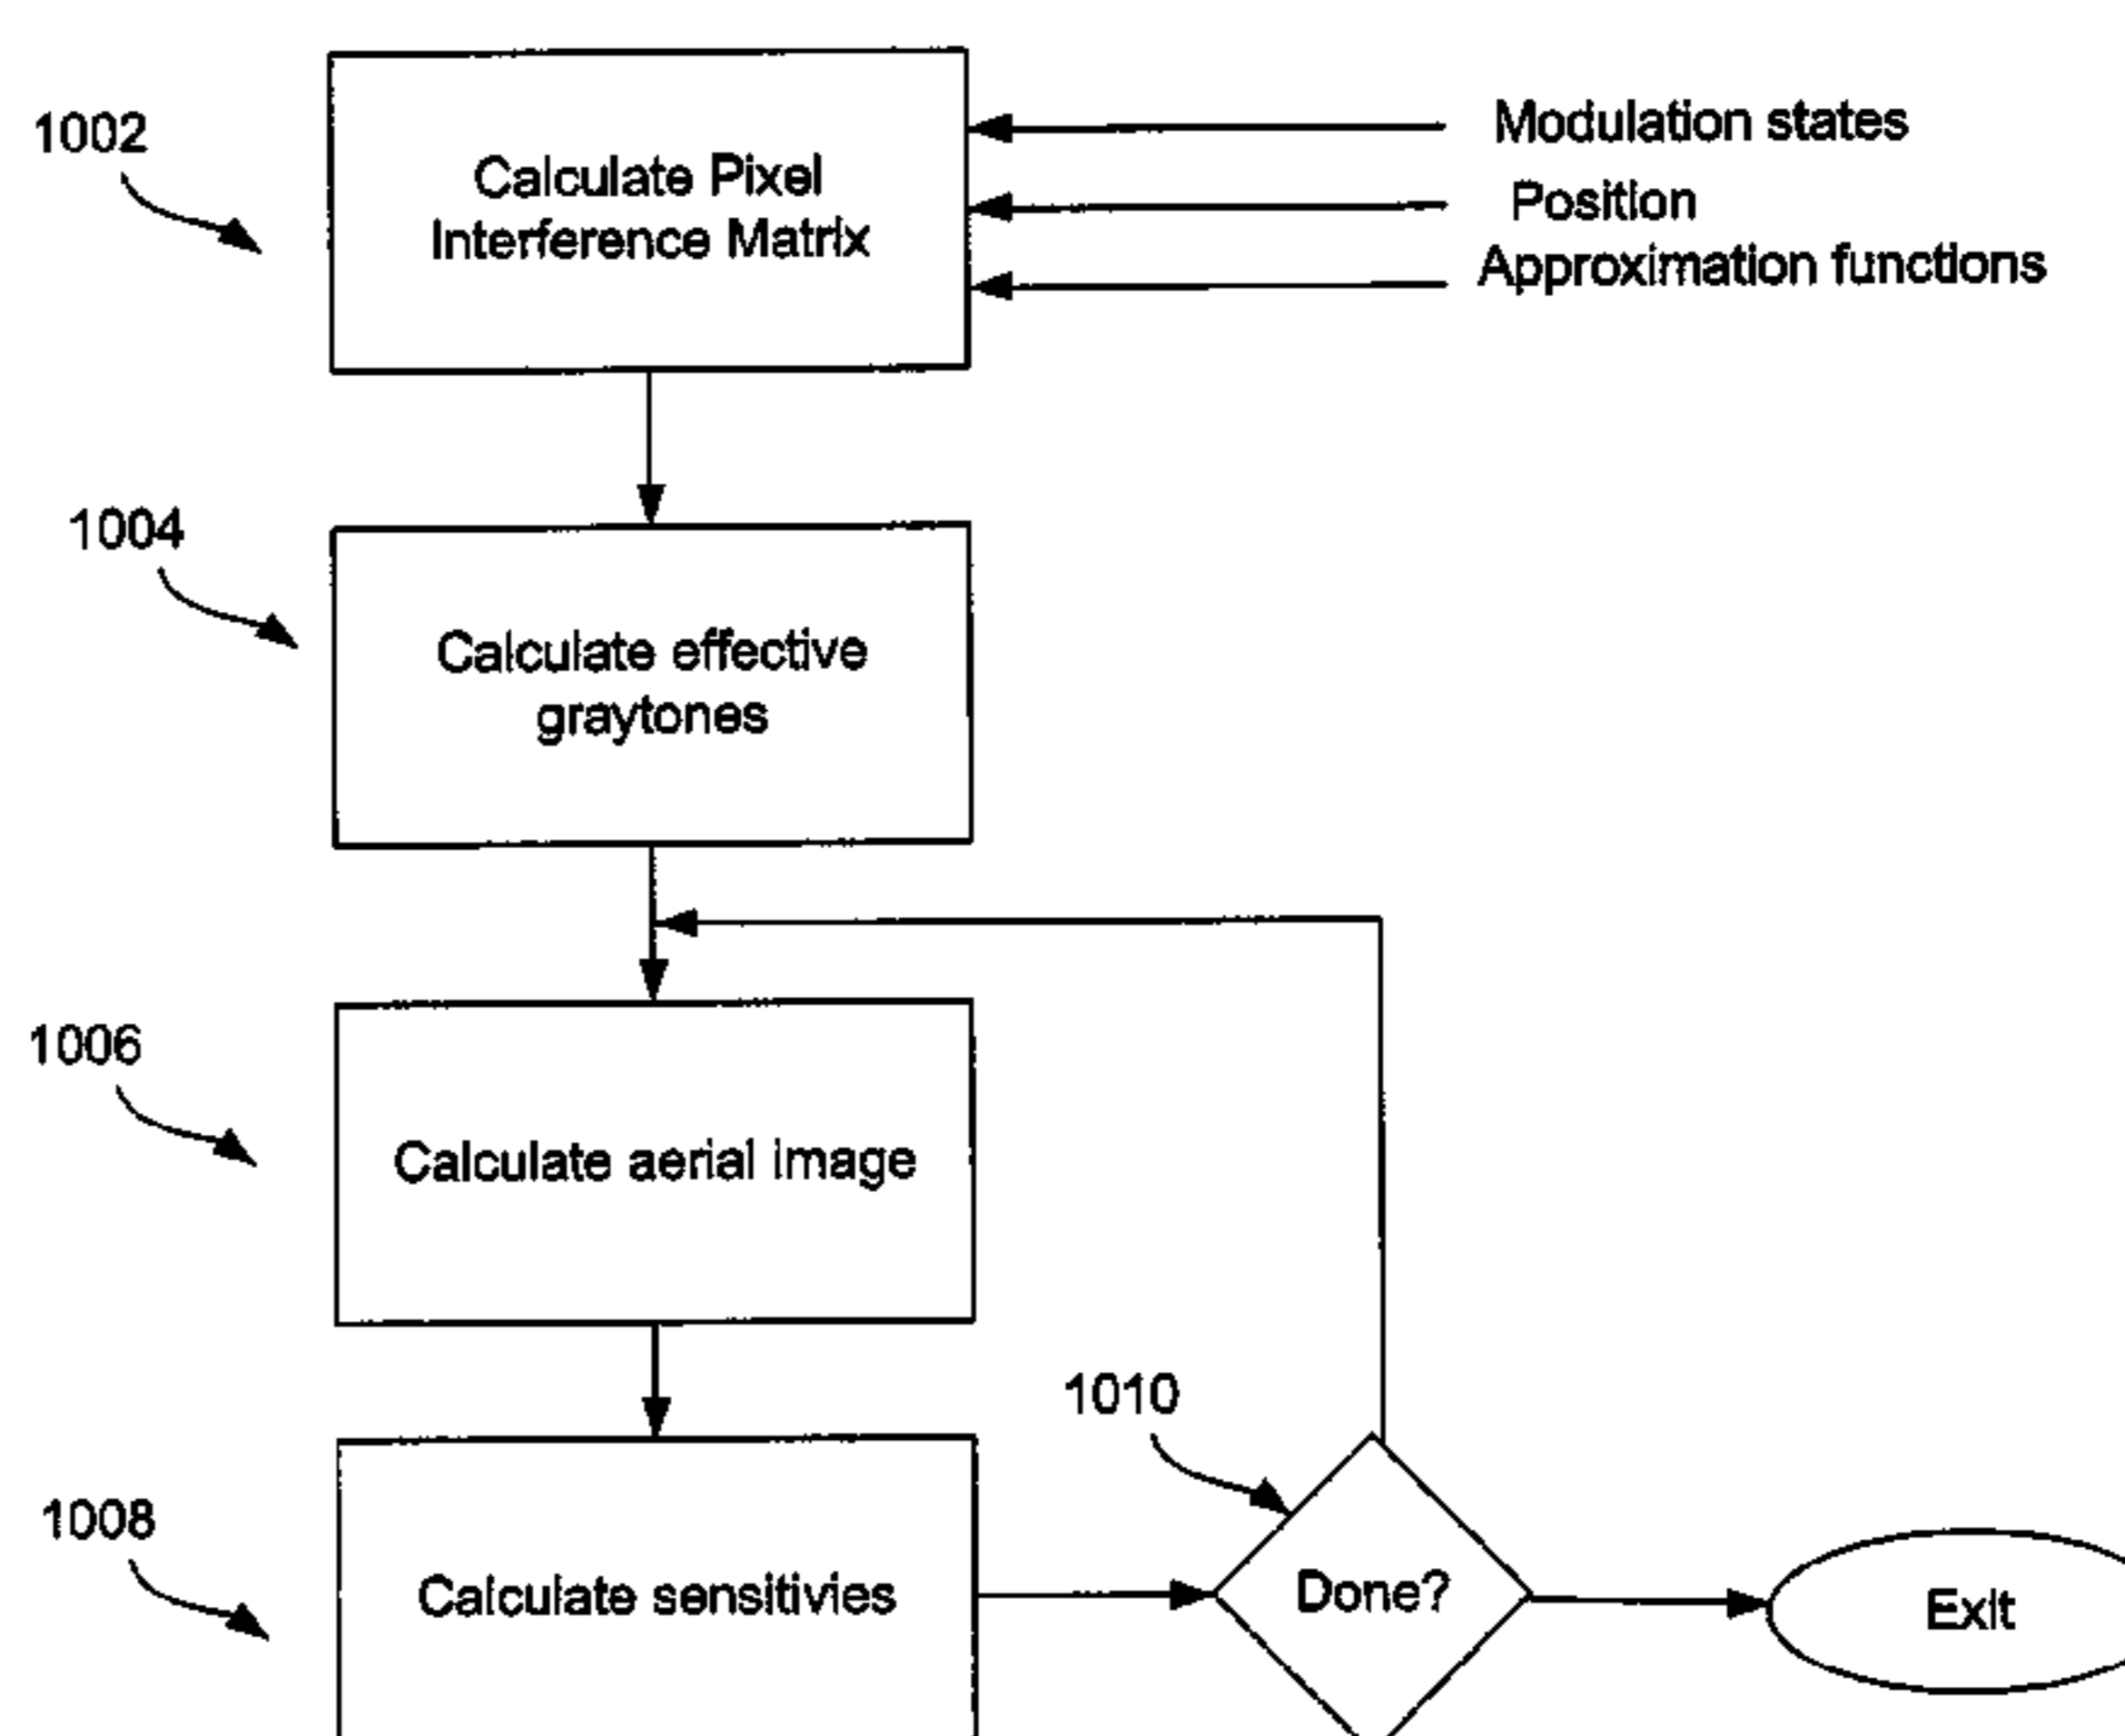 1002
Calculate Pixel
Interference Matrix
Modulation states
Position
Approximation functions
1004
Calculate effective
graytones
1006
Calculate aerial image
1008
Calculate sensitivies
1010
Done?
Exit